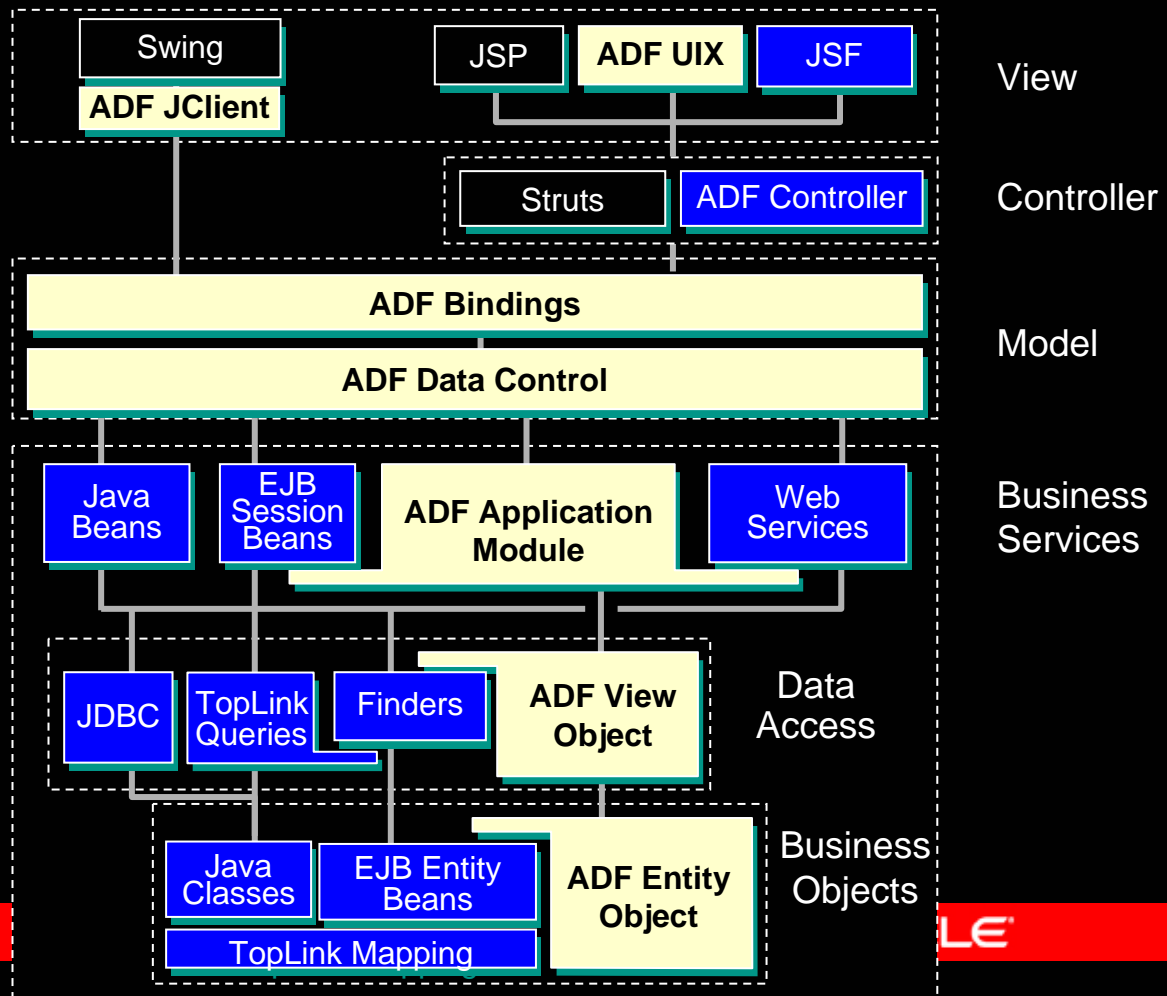 Swing
JSP
ADF UIX
JSF
View
ADF JClient
Struts
ADF Controller
Controller
ADF Bindings
Model
ADF Data Control
Java
Beans
EJB
Session
Beans
ADF Application
Module
Web
Services
Business
Services
JDBC
TopLink
Queries
Finders
ADF View
Object
Data
Access
Java
Classes
EJB Entity
Beans
ADF Entity
Object
Business
Objects
TopLink Mapping
LE